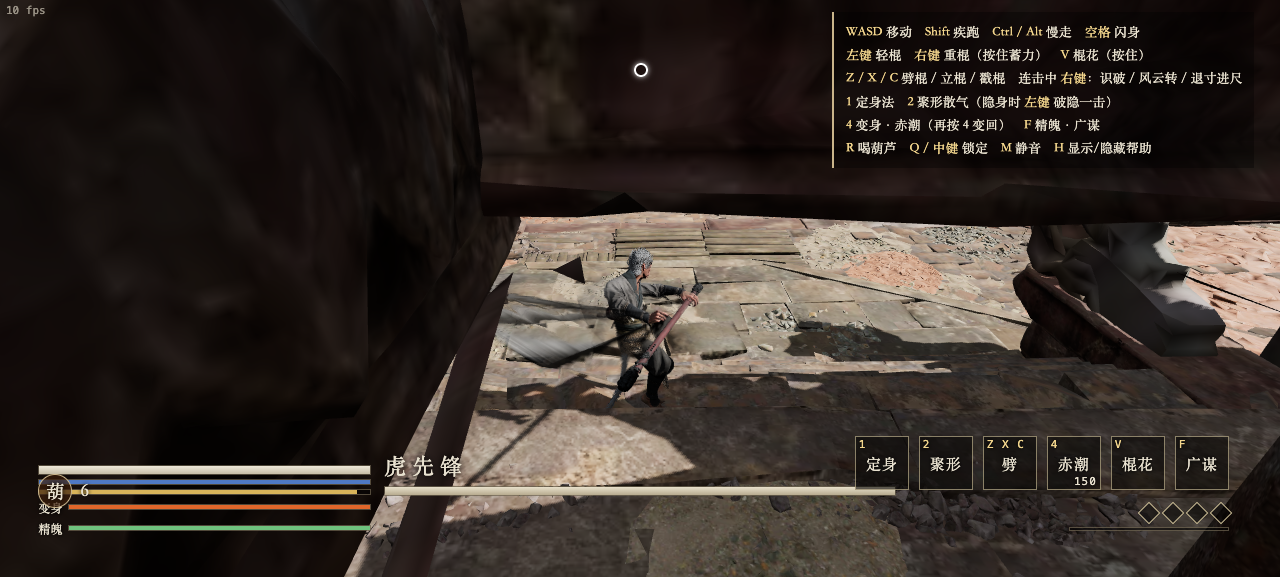 10 fps
WASD 移动 Shift 疾跑 Ctrl / Alt 慢走 空格 闪身
左键 轻棍 右键 重棍（按住蓄力） V 棍花（按住）
Z / X / C 劈棍 / 立棍 / 戳棍 连击中 右键：识破 / 风云转 / 退寸进尺
1 定身法 2 聚形散气（隐身时 左键 破隐一击）
4 变身 · 赤潮（再按 4 变回） F 精魄 · 广谋
R 喝葫芦 Q / 中键 锁定 M 静音 H 显示/隐藏帮助
虎先锋
葫 6
变身
精魄
1 定身
2 聚形
Z X C 劈
4 赤潮 150
V 棍花
F 广谋